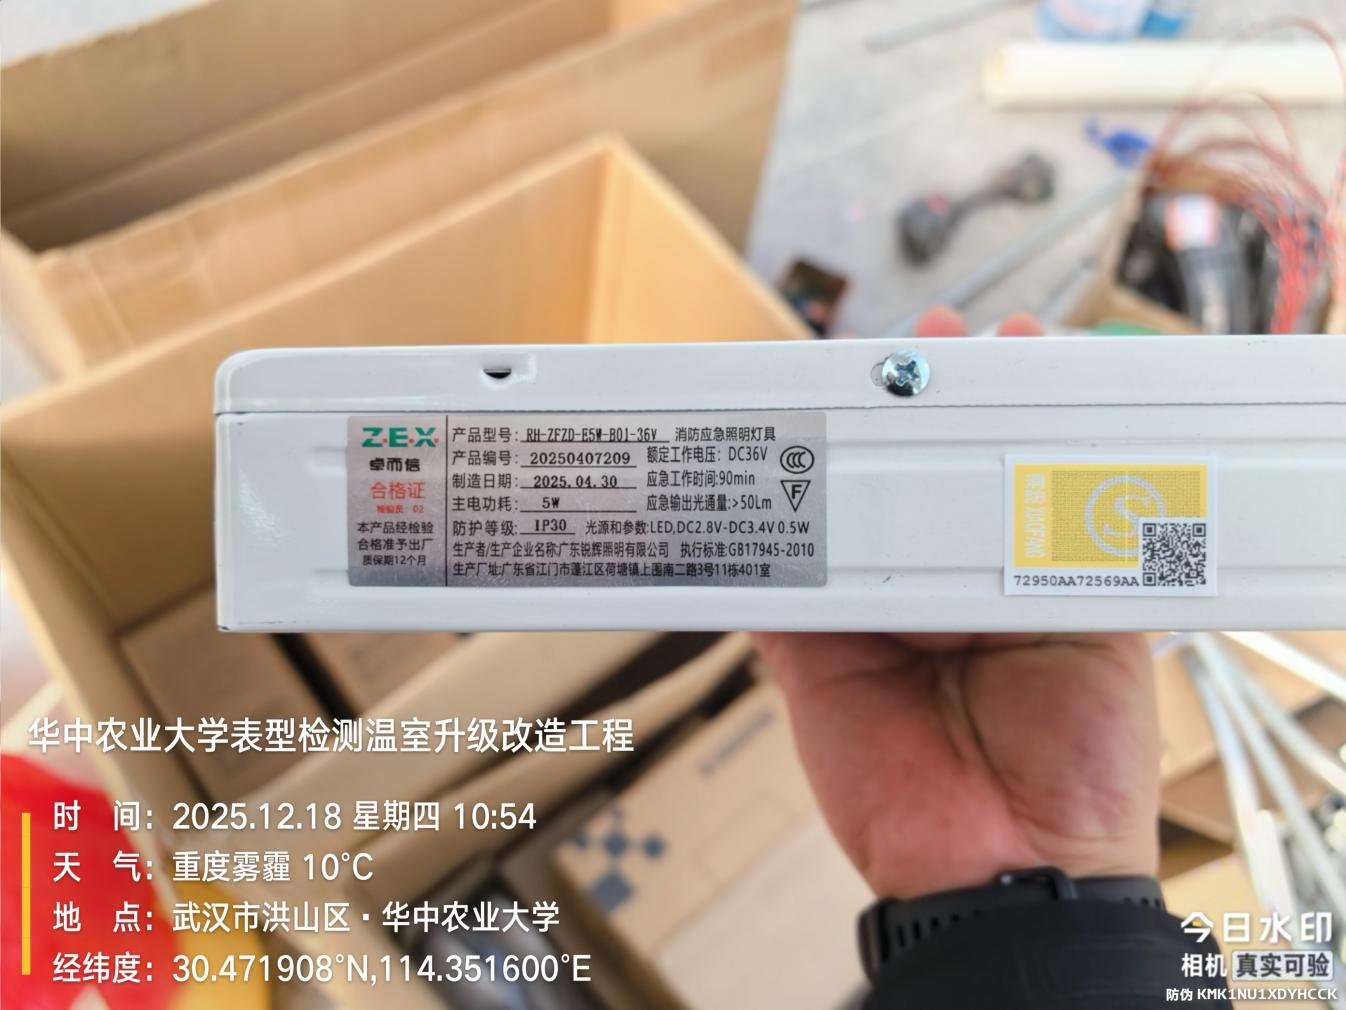 Z.E.X.
卓而信
合格证
检验员：02
本产品经检验
合格准予出厂
质保期12个月
产品型号：RH-ZFZD-E5W-B01-36V 消防应急照明灯具
产品编号：20250407209 额定工作电压：DC36V
制造日期：2025.04.30 应急工作时间:90min
主电功耗：5W 应急输出光通量:>50Lm
防护等级：IP30 光源和参数:LED,DC2.8V-DC3.4V 0.5W
生产者/生产企业名称:广东锐辉照明有限公司 执行标准:GB17945-2010
生产厂址:广东省江门市蓬江区荷塘镇上围南二路3号11栋401室
CCC
F
72950AA72569AA
华中农业大学表型检测温室升级改造工程
时 间：2025.12.18 星期四 10:54
天 气：重度雾霾 10℃
地 点：武汉市洪山区·华中农业大学
经纬度：30.471908°N,114.351600°E
今日水印
相机 真实可验
防伪 KMK1NU1XDYHCCK